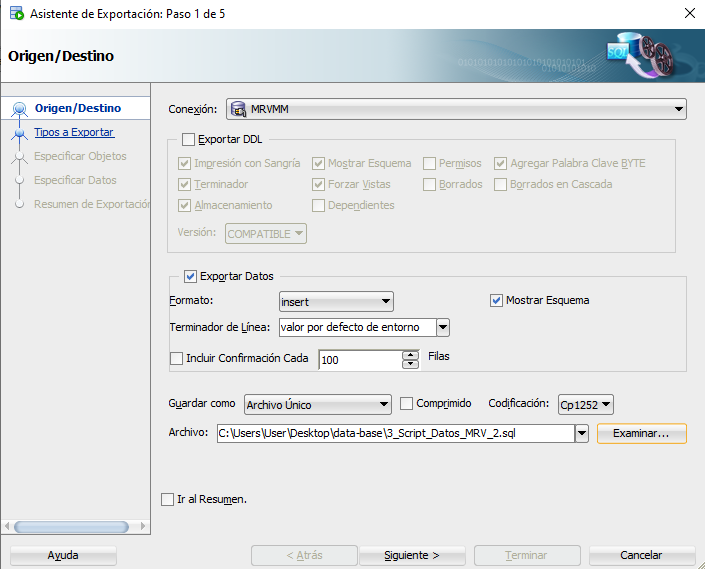 Asistente de Exportación: Paso 1 de 5
Origen/Destino
SQL
Origen/Destino
Tipos a Exportar
Especificar Objetos
Especificar Datos
Resumen de Exportación
Conexión: MRVMM
Exportar DDL
Impresión con Sangría Mostrar Esquema Permisos Agregar Palabra Clave BYTE
Terminador Forzar Vistas Borrados Borrados en Cascada
Almacenamiento Dependientes
Versión: COMPATIBLE
Exportar Datos
Formato: insert Mostrar Esquema
Terminador de Línea: valor por defecto de entorno
Incluir Confirmación Cada 100 Filas
Guardar como Archivo Único Comprimido Codificación: Cp1252
Archivo: C:\Users\User\Desktop\data-base\3_Script_Datos_MRV_2.sql Examinar...
Ir al Resumen.
Ayuda < Atrás Siguiente > Terminar Cancelar